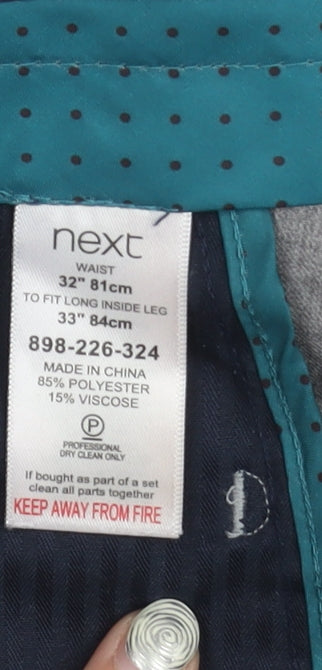 next
WAIST
32" 81cm
TO FIT LONG INSIDE LEG
33" 84cm
898-226-324
MADE IN CHINA
85% POLYESTER
15% VISCOSE
P
PROFESSIONAL
DRY CLEAN ONLY
If bought as part of a set
clean all parts together
KEEP AWAY FROM FIRE